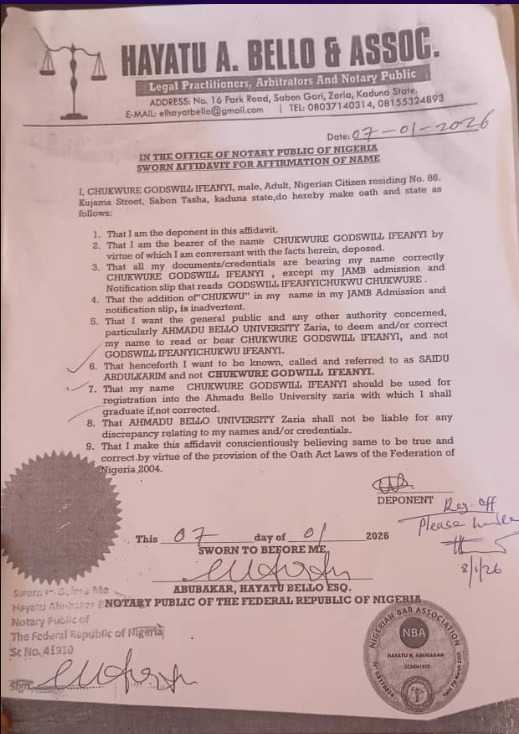 HAYATU A. BELLO & ASSOC.
Legal Practitioners, Arbitrators And Notary Public
ADDRESS: No. 16 Park Road, Sabon Gari, Zaria, Kaduna State.
E-MAIL: elhayatbello@gmail.com | TEL: 08037140314, 08155324893
Date: 07-01-2026
IN THE OFFICE OF NOTARY PUBLIC OF NIGERIA
SWORN AFFIDAVIT FOR AFFIRMATION OF NAME
I, CHUKWURE GODSWILL IFEANYI, male, Adult, Nigerian Citizen residing No. 86.
Kujama Street, Sabon Tasha, kaduna state,do hereby make oath and state as
follows:
1. That I am the deponent in this affidavit.
2. That I am the bearer of the name CHUKWURE GODSWILL IFEANYI by
virtue of which I am conversant with the facts herein, deposed.
3. That all my documents/credentials are bearing my name correctly
CHUKWURE GODSWILL IFEANYI , except my JAMB admission and
Notification slip that reads GODSWILL IFEANYICHUKWU CHUKWURE .
4. That the addition of"CHUKWU" in my name in my JAMB Admission and
notification slip, is inadvertent.
5. That I want the general public and any other authority concerned,
particularly AHMADU BELLO UNIVERSITY Zaria, to deem and/or correct
my name to read or bear CHUKWURE GODSWILL IFEANYI, and not
GODSWILL IFEANYICHUKWU IFEANYI.
6. That henceforth I want to be known, called and referred to as SAIDU
ABDULKARIM and not CHUKWURE GODWILL IFEANYI.
7. That my name CHUKWURE GODSWILL IFEANYI should be used for
registration into the Ahmadu Bello University zaria with which I shall
graduate if,not corrected.
8. That AHMADU BELLO UNIVERSITY Zaria shall not be liable for any
discrepancy relating to my names/or credentials.
9. That I make this affidavit conscientiously believing same to be true and
correct by virtue of the provision of the Oath Act Laws of the Federation of
Nigeria 2004.
DEPONENT
Reg. Off
Please
8/1/26
This 07 day of 01 2026
SWORN TO BEFORE ME
ABUBAKAR, HAYATU BELLO ESQ.
NOTARY PUBLIC OF THE FEDERAL REPUBLIC OF NIGERIA
Sworn Me
Hayatu
Notary Public of
The Federal Republic of Nigeria
Sc No. 41910
Sign
NIGERIAN BAR ASSOCIATION
NBA
HAYATU B. ABUBAKAR